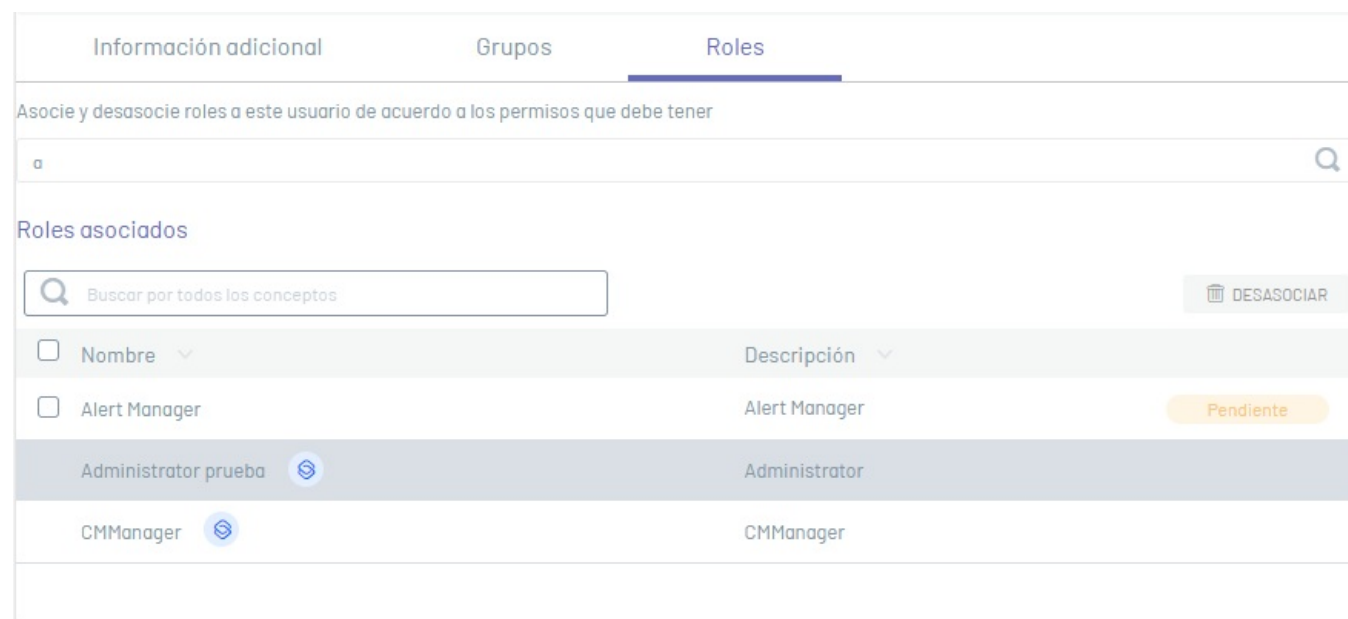 Información adicional Grupos Roles
Asocie y desasocie roles a este usuario de acuerdo a los permisos que debe tener
a
Roles asociados
Buscar por todos los conceptos DESASOCIAR
Nombre Descripción
Alert Manager Alert Manager Pendiente
Administrator prueba Administrator
CMManager CMManager